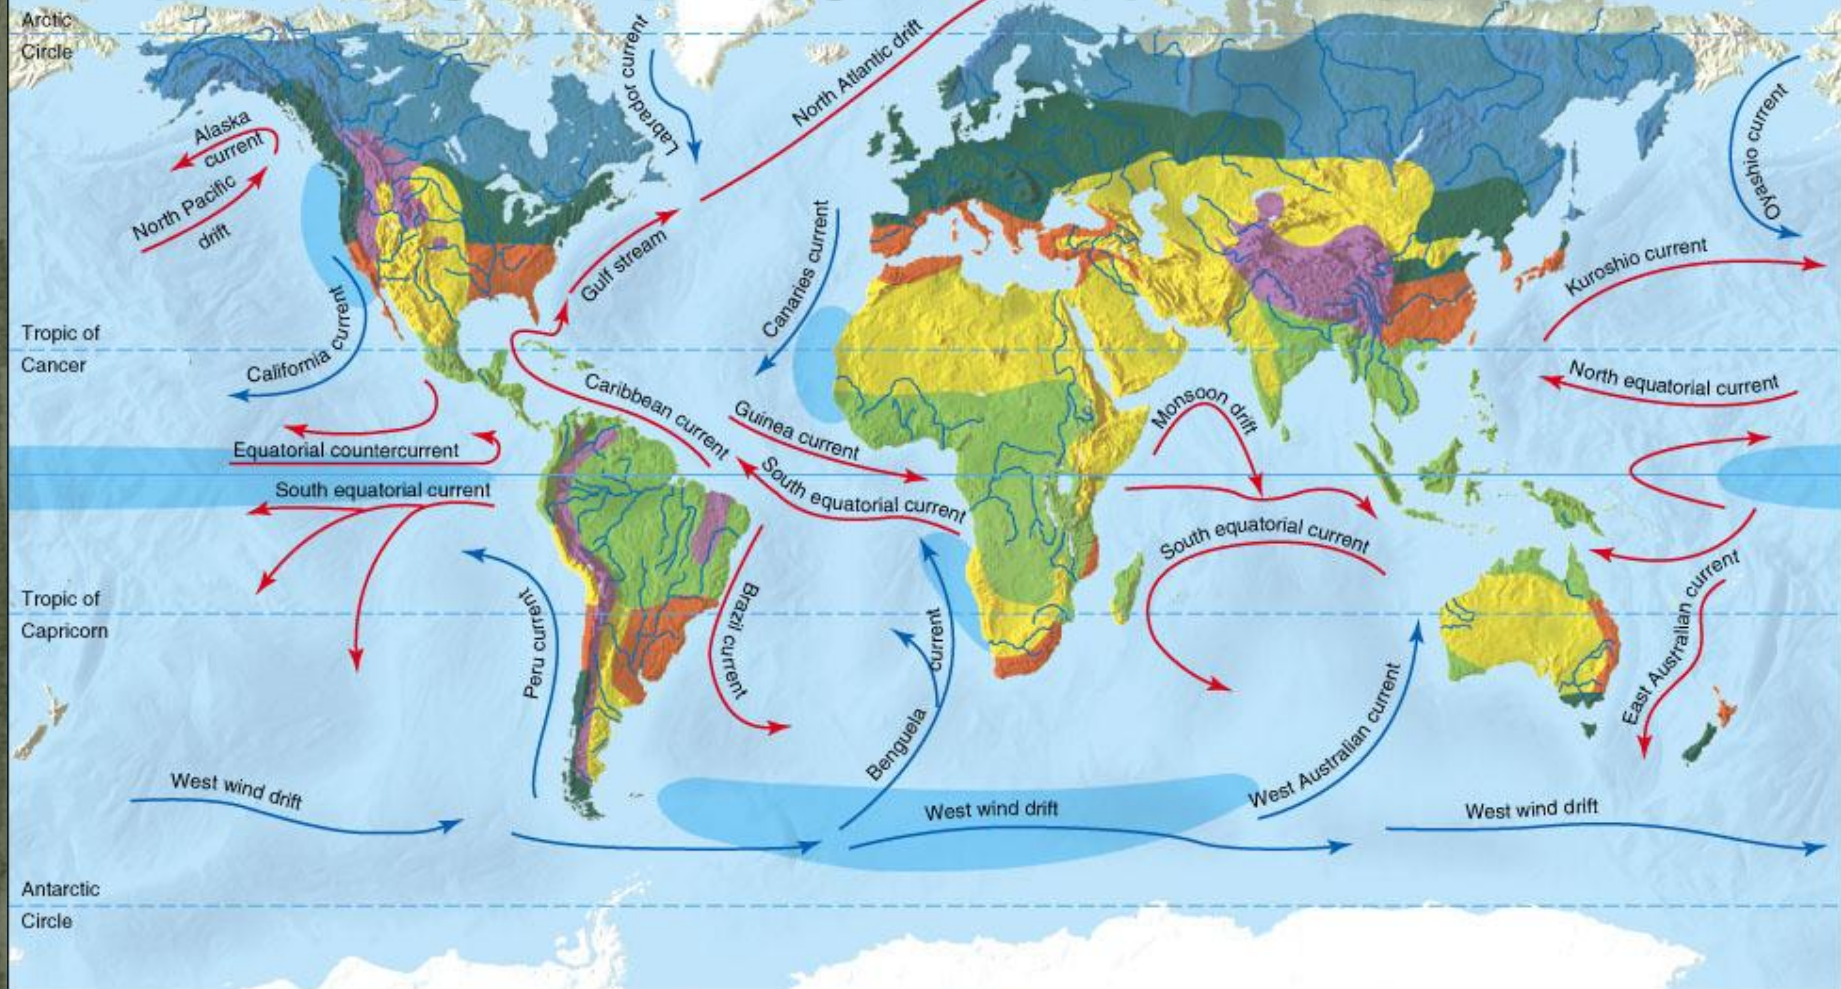 Arctic
Circle
Labrador current
North Atlantic drift
Oyashio current
Alaska
current
North Pacific
drift
Gulf stream
Canaries current
Kuroshio current
Tropic of
Cancer
California current
North equatorial current
Caribbean current
Guinea current
Monsoon drift
Equatorial countercurrent
South equatorial current
South equatorial current
South equatorial current
Tropic of
Capricorn
Peru current
Brazil current
Benguela current
West Australian current
East Australian current
West wind drift
West wind drift
West wind drift
Antarctic
Circle